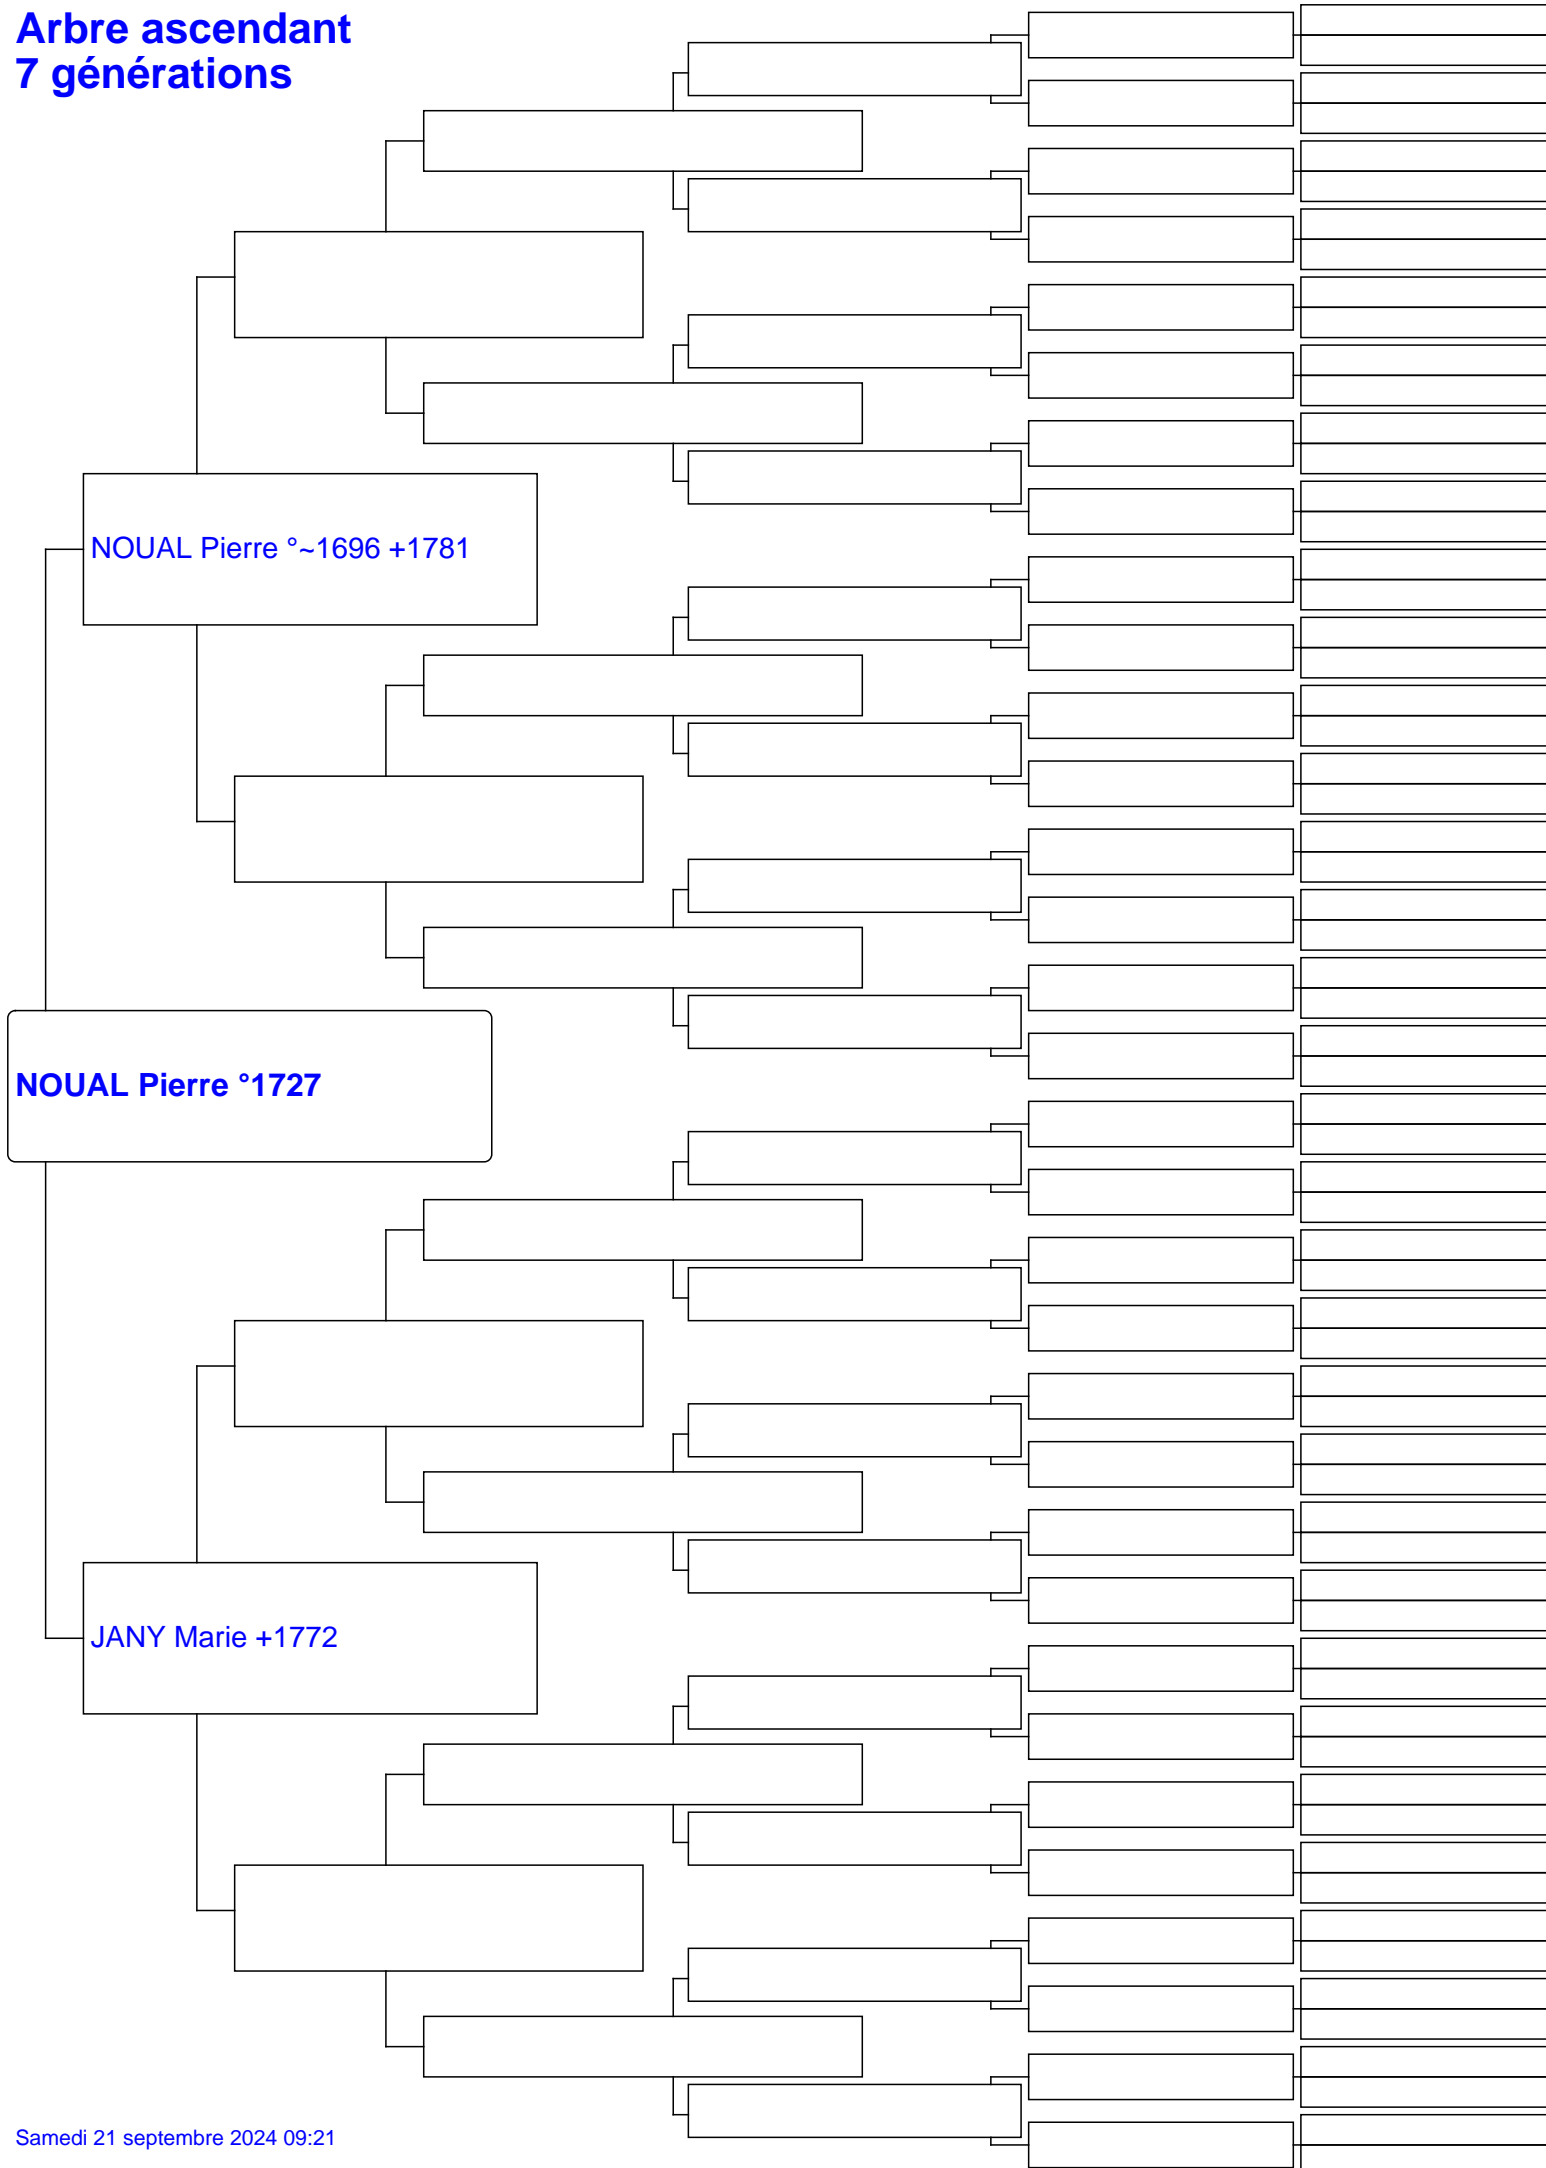 Arbre ascendant
7 générations
NOUAL Pierre °~1696 +1781
NOUAL Pierre °1727
JANY Marie +1772
Samedi 21 septembre 2024 09:21